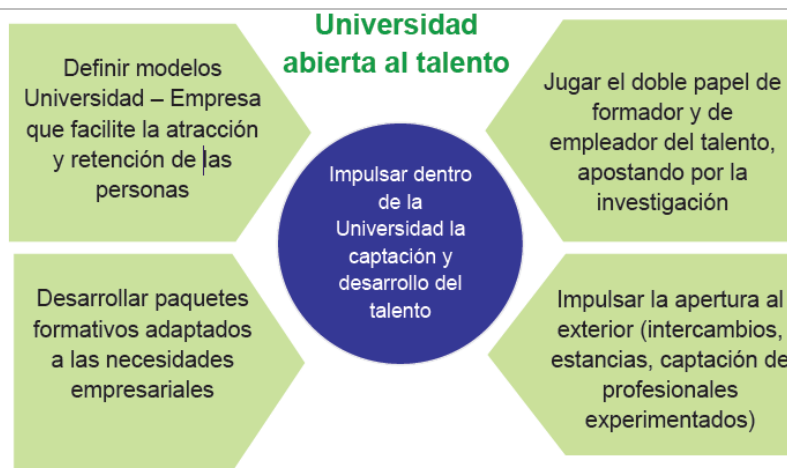 Universidad
abierta al talento
Definir modelos
Universidad – Empresa
que facilite la atracción
y retención de las
personas
Jugar el doble papel de
formador y de
empleador del talento,
apostando por la
investigación
Impulsar dentro
de la
Universidad la
captación y
desarrollo del
talento
Desarrollar paquetes
formativos adaptados
a las necesidades
empresariales
Impulsar la apertura al
exterior (intercambios,
estancias, captación de
profesionales
experimentados)